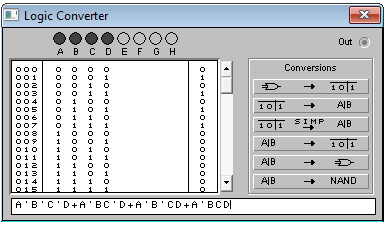 Logic Converter
Out
A B C D E F G H
Conversions
000 0 0 0 0 0
001 0 0 0 1 1
002 0 0 1 0 0
003 0 0 1 1 1
004 0 1 0 0 0
005 0 1 0 1 1
006 0 1 1 0 0
007 0 1 1 1 1
008 1 0 0 0 0
009 1 0 0 1 0
010 1 0 1 0 0
011 1 0 1 1 0
012 1 1 0 0 0
013 1 1 0 1 0
014 1 1 1 0 0
015 1 1 1 1 0
→ 1 0 1
1 0 1 → A|B
1 0 1 SIMP → A|B
A|B → 1 0 1
A|B →
A|B → NAND
A'B'C'D+A'BC'D+A'B'CD+A'BCD